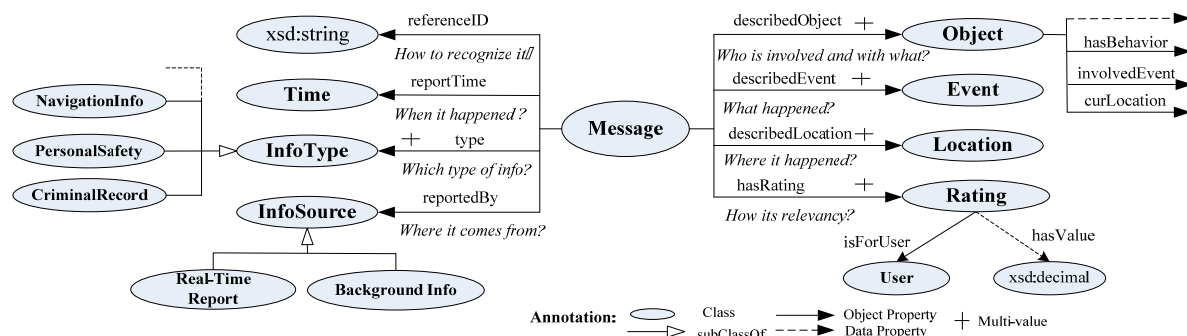 xsd:string
referenceID
How to recognize it
Time
reportTime
When it happened ?
InfoType
type
Which type of info?
InfoSource
reportedBy
Where it comes from?
NavigationInfo
PersonalSafety
CriminalRecord
Real-Time
Report
Background Info
Message
describedObject
Who is involved and with what?
describedEvent
What happened?
describedLocation
Where it happened?
hasRating
How its relevancy?
Object
hasBehavior
involvedEvent
curLocation
Event
Location
Rating
isForUser
hasValue
User
xsd:decimal
Annotation:
Class
Object Property
Multi-value
subClassOf
Data Property